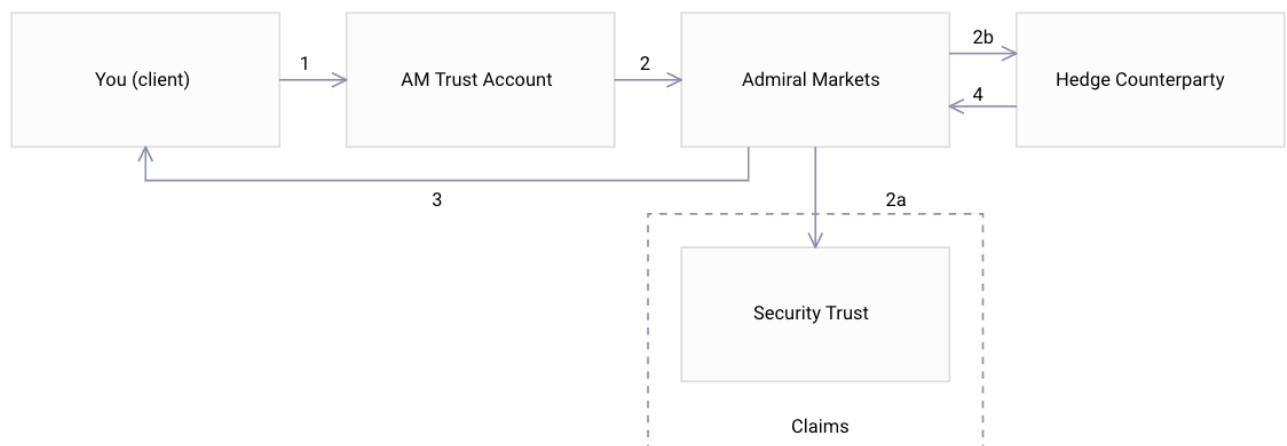 You (client)
1
AM Trust Account
2
Admiral Markets
2b
4
Hedge Counterparty
3
2a
Security Trust
Claims